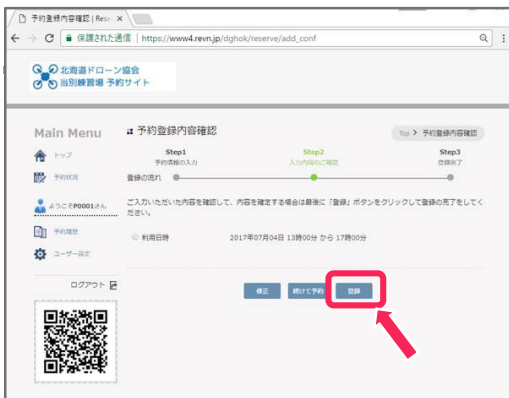 予約登録内容確認 | Rese
保護された通信 | https://www4.revn.jp/dghok/reserve/add_conf
北海道ドローン協会
当別練習場 予約サイト
Main Menu
トップ
予約状況
ようこそP0001さん
予約履歴
ユーザー設定
ログアウト
予約登録内容確認
Top > 予約登録内容確認
Step1
予約情報の入力
Step2
入力内容のご確認
Step3
登録完了
登録の流れ
ご入力いただいた内容を確認して、内容を確定する場合は最後に「登録」ボタンをクリックして登録の完了をしてください。
利用日時
2017年07月04日 13時00分 から 17時00分
修正
続けて予約
登録